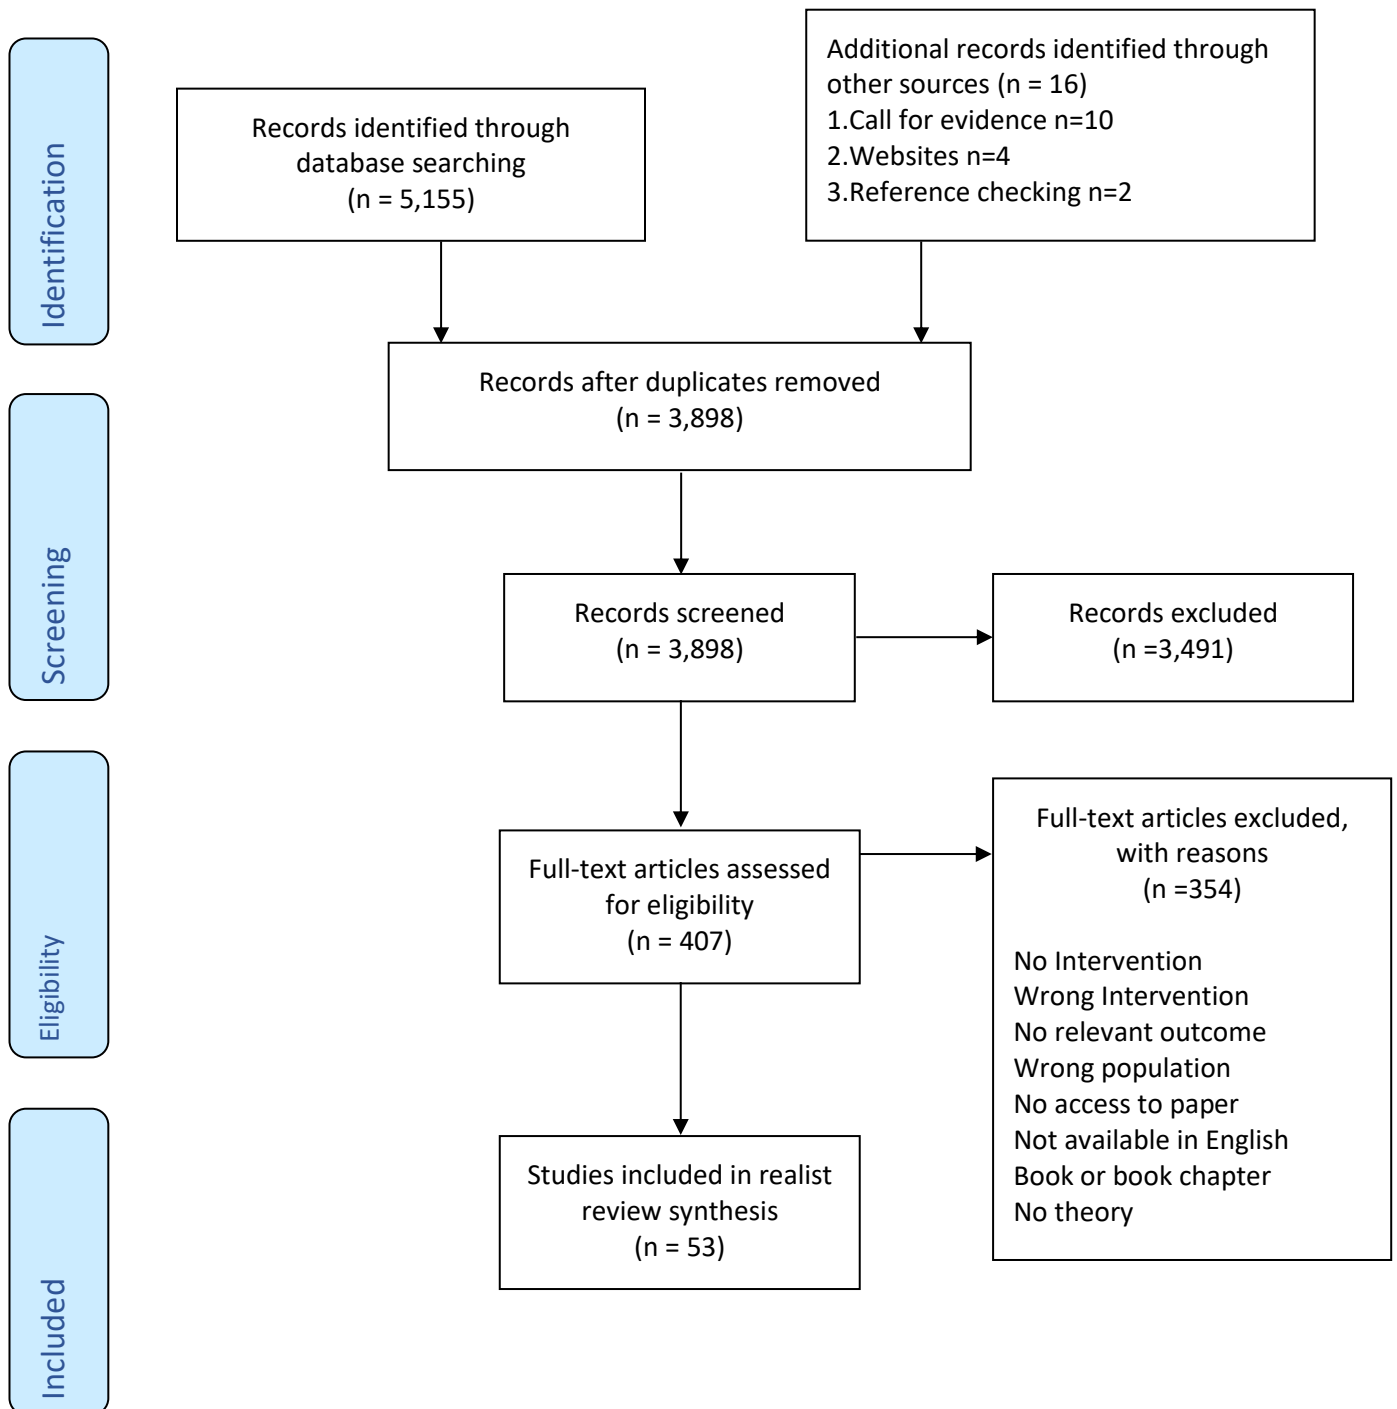 Identification
Records identified through
database searching
(n = 5,155)
Additional records identified through
other sources (n = 16)
1.Call for evidence n=10
2.Websites n=4
3.Reference checking n=2
Records after duplicates removed
(n = 3,898)
Screening
Records screened
(n = 3,898)
Records excluded
(n =3,491)
Eligibility
Full-text articles assessed
for eligibility
(n = 407)
Full-text articles excluded,
with reasons
(n =354)
No Intervention
Wrong Intervention
No relevant outcome
Wrong population
No access to paper
Not available in English
Book or book chapter
No theory
Included
Studies included in realist
review synthesis
(n = 53)